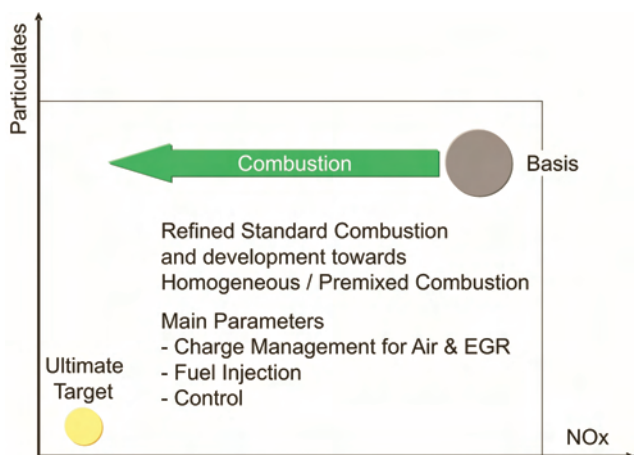 Particulates
Combustion
Basis
Refined Standard Combustion
and development towards
Homogeneous / Premixed Combustion
Main Parameters
- Charge Management for Air & EGR
- Fuel Injection
- Control
Ultimate
Target
NOx